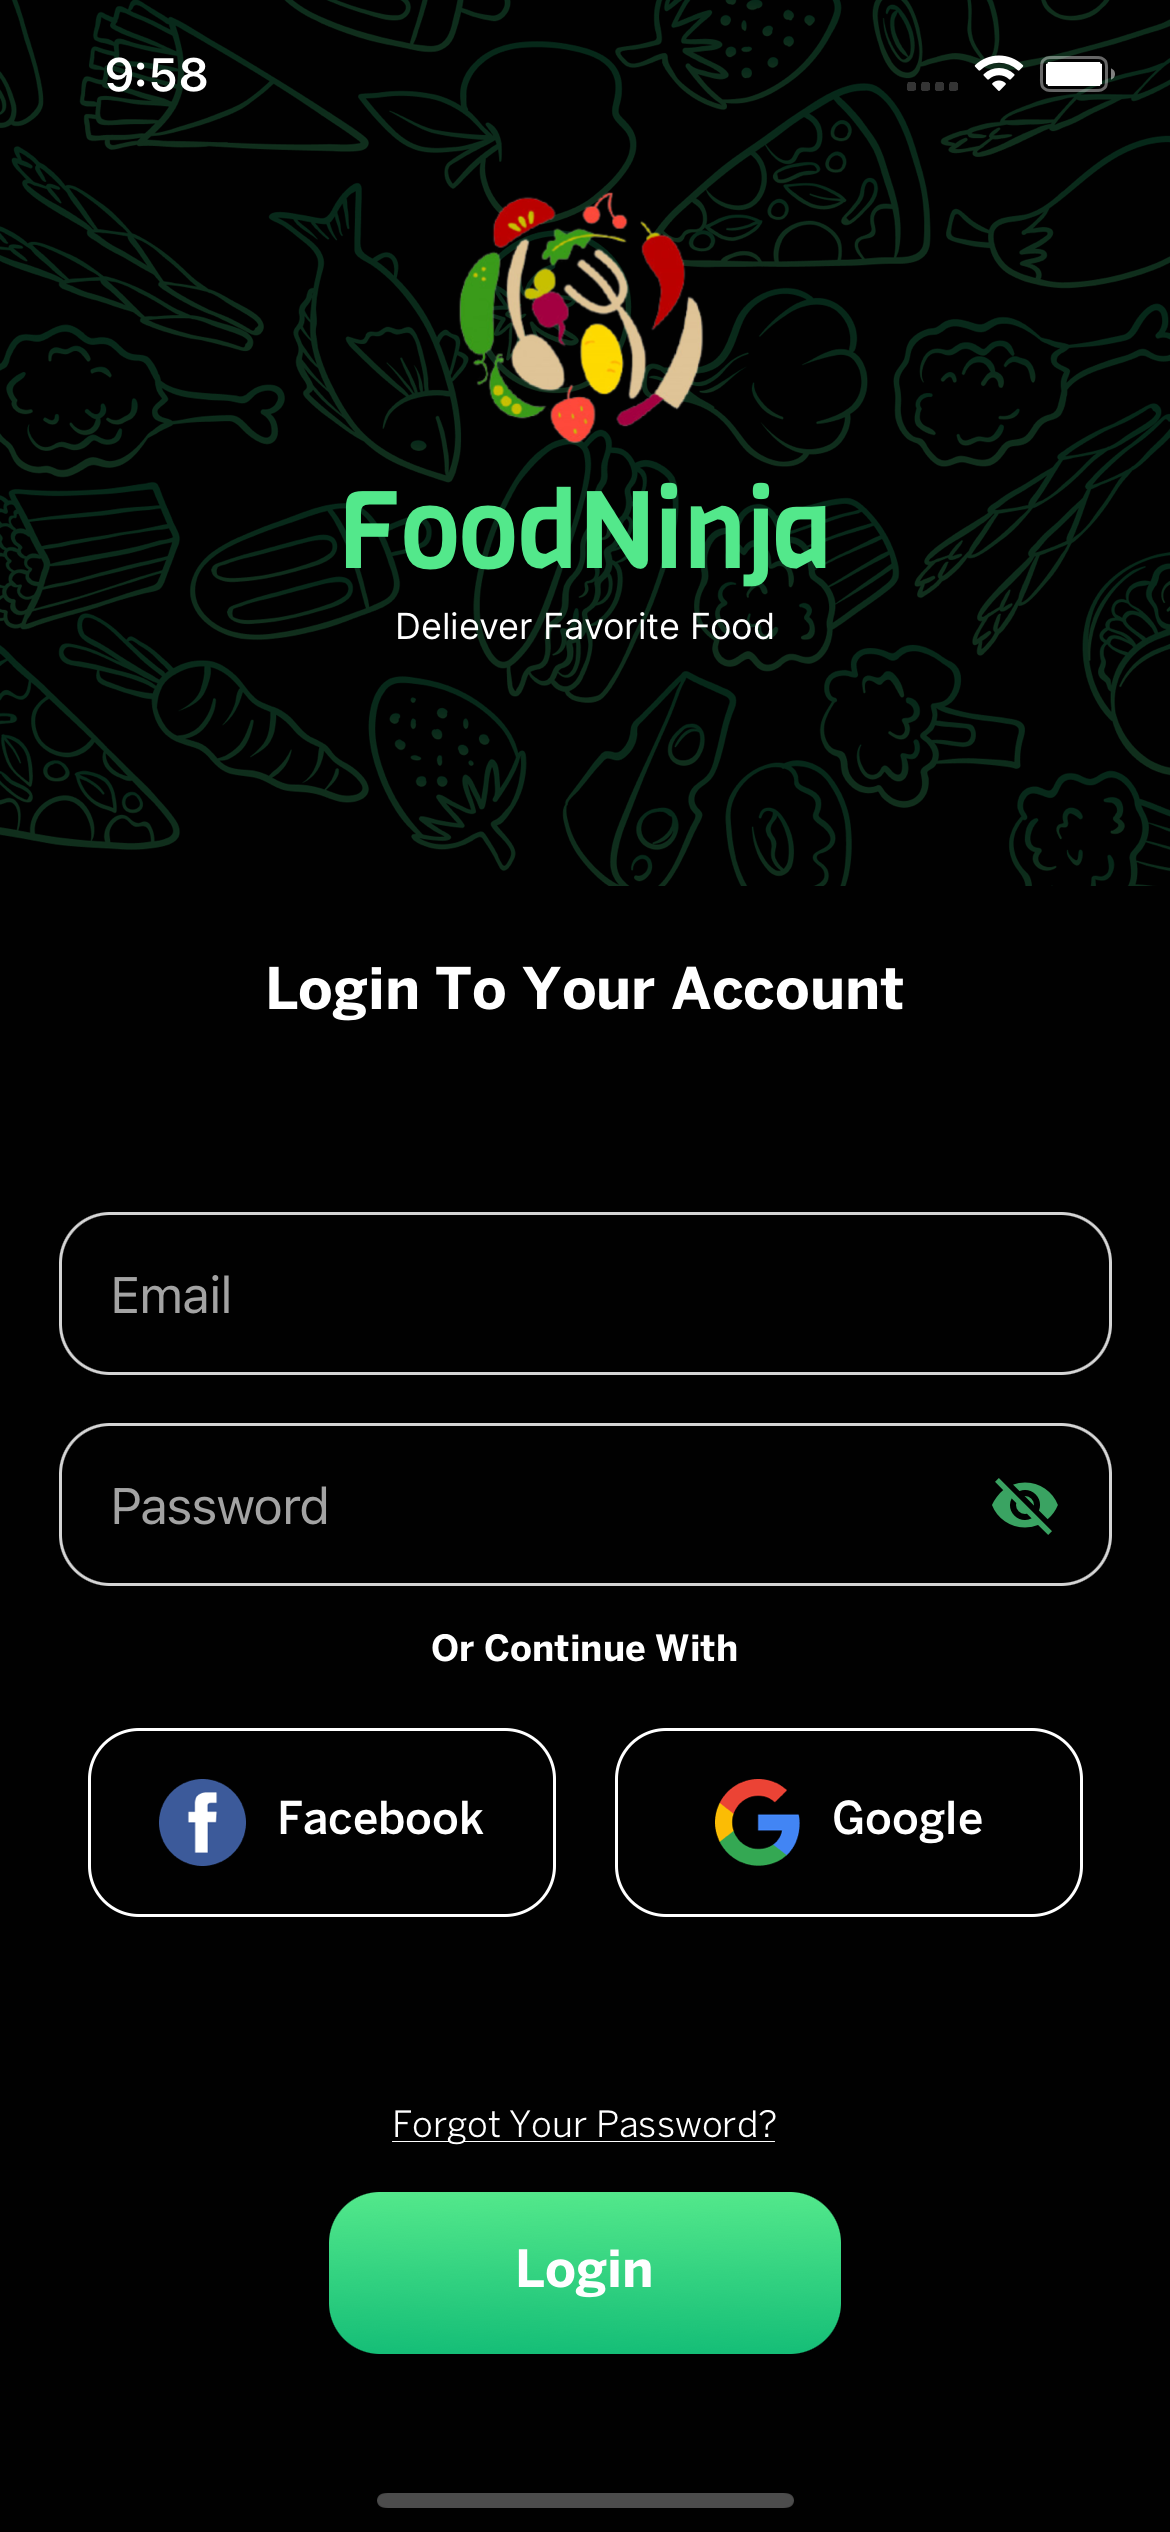 9:58
FoodNinja
Deliever Favorite Food
Login To Your Account
Email
Password
Or Continue With
Facebook
Google
Forgot Your Password?
Login